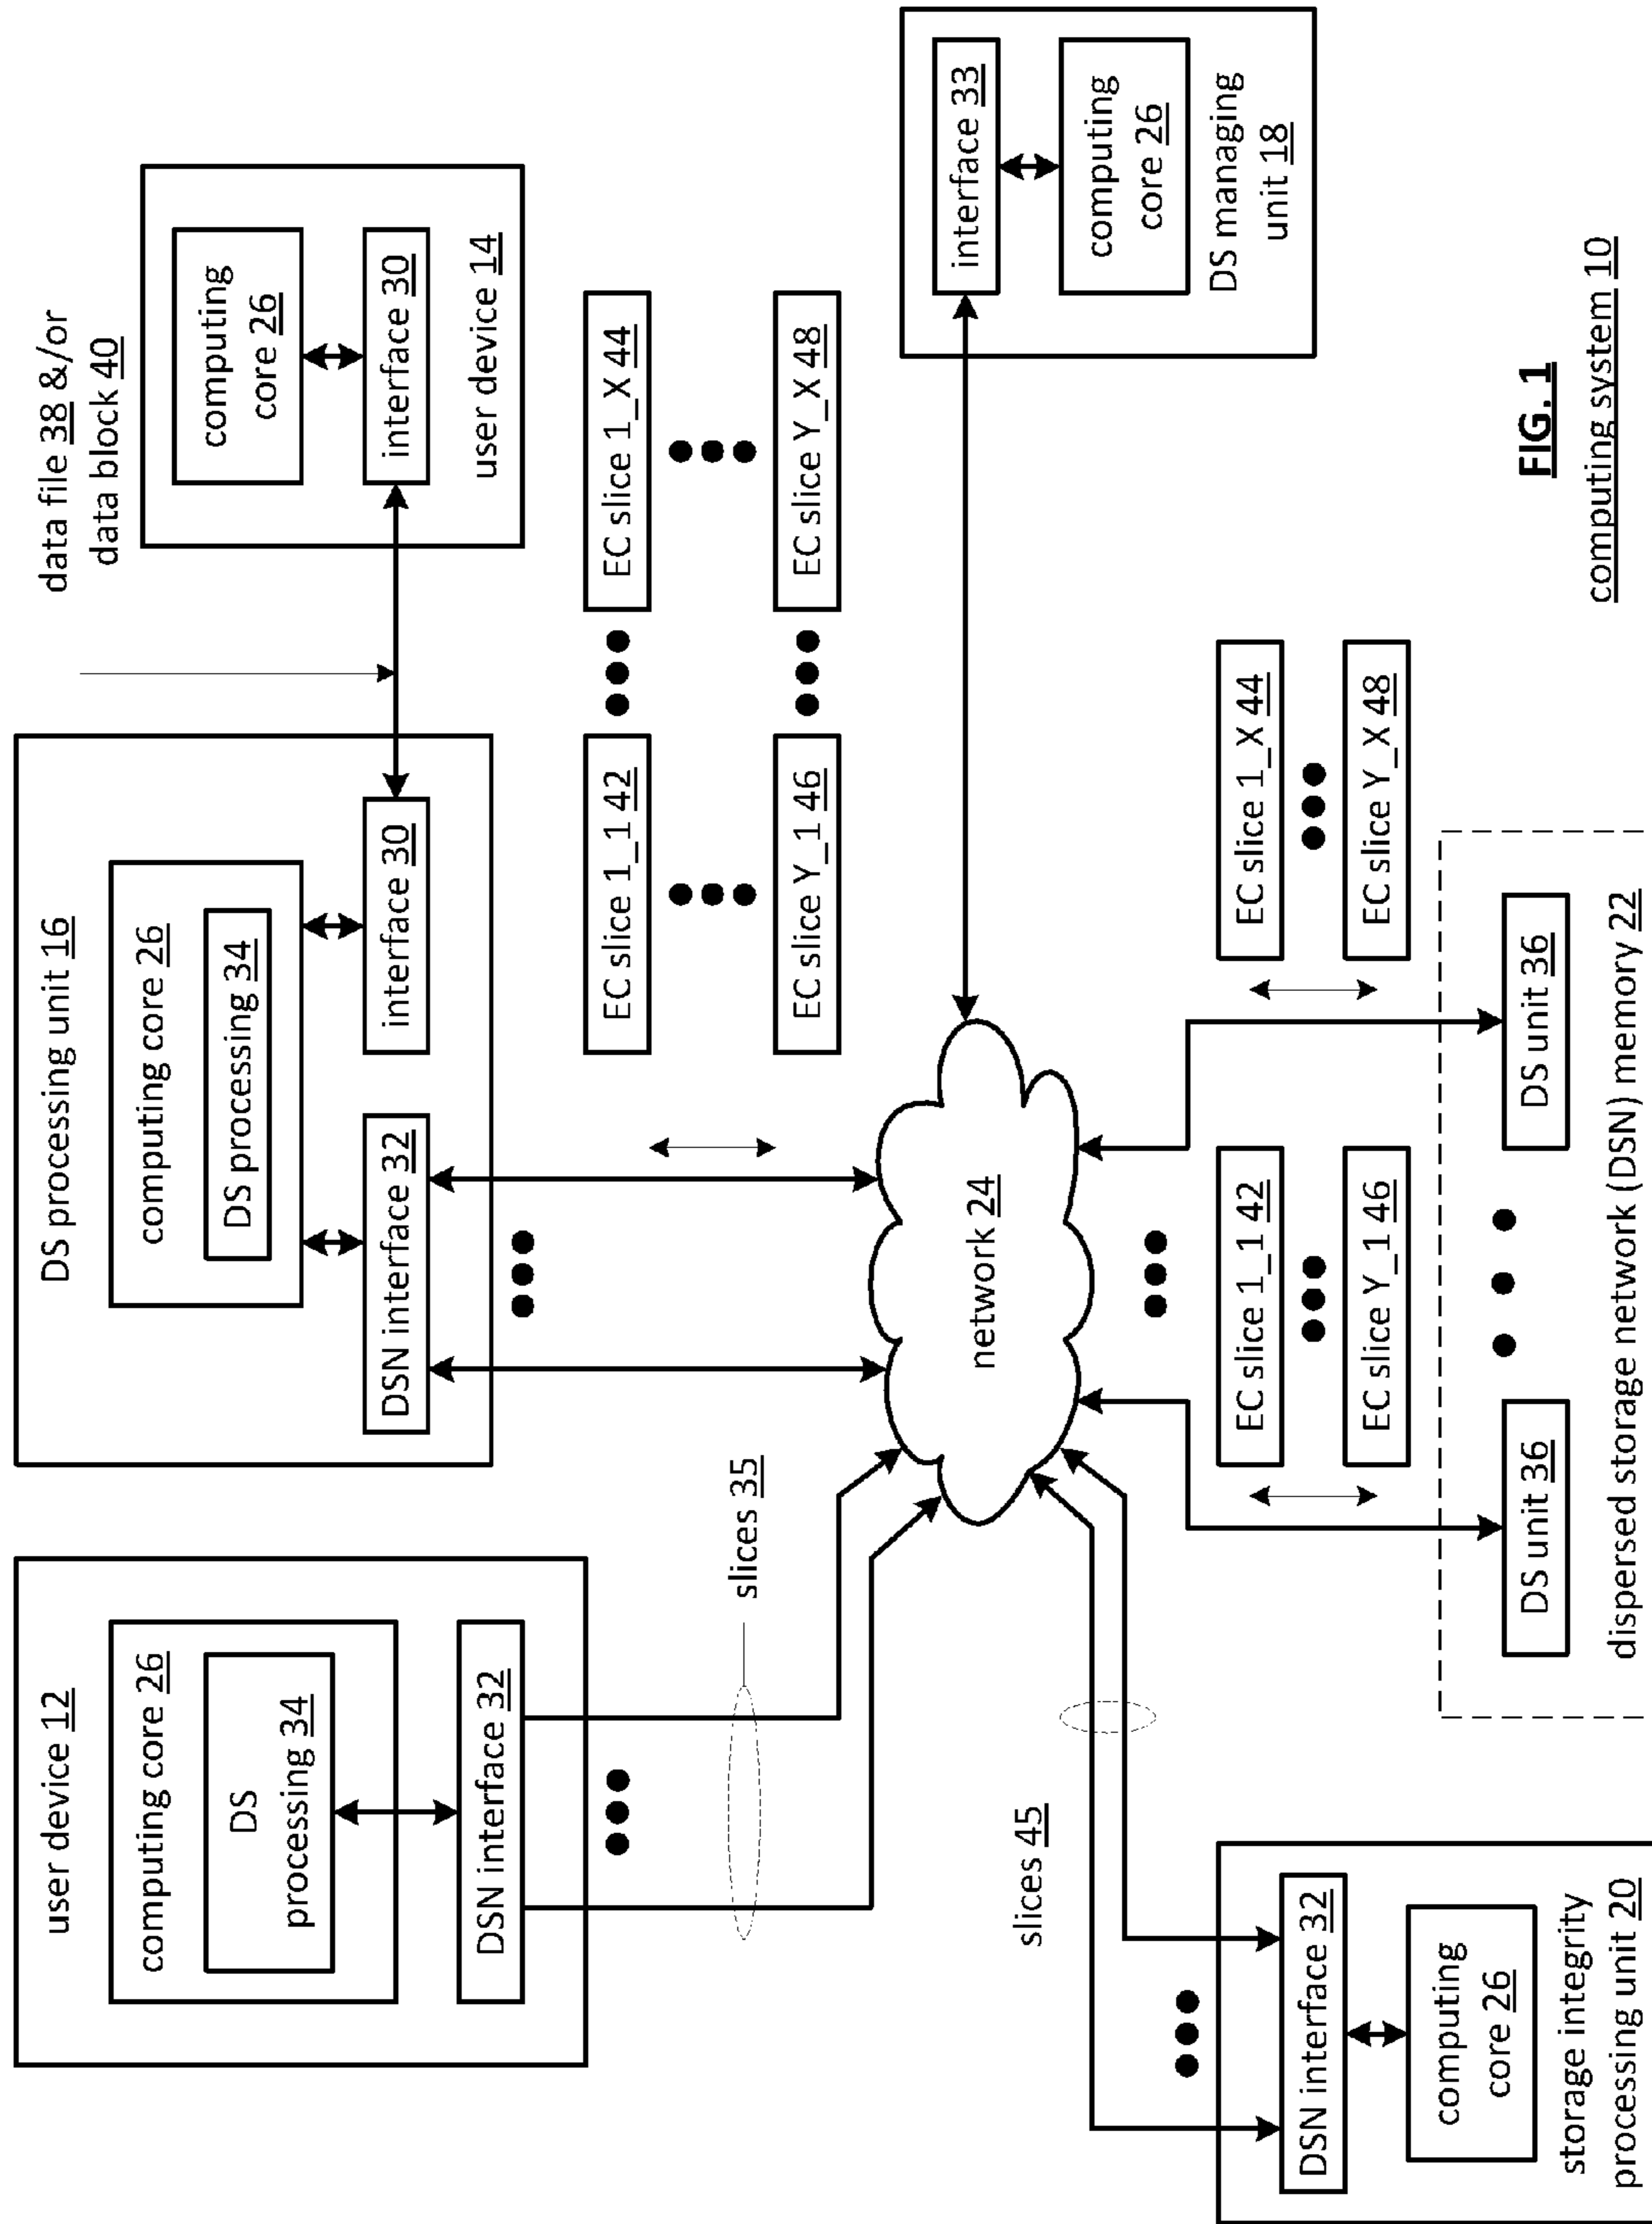 user device 12
computing core 26
DS
processing 34
DSN interface 32
DS processing unit 16
computing core 26
DS processing 34
DSN interface 32
interface 30
data file 38 &/or
data block 40
computing
core 26
interface 30
user device 14
slices 35
EC slice 1_1 42
EC slice 1_X 44
EC slice Y_1 46
EC slice Y_X 48
network 24
interface 33
computing
core 26
DS managing
unit 18
slices 45
DSN interface 32
computing
core 26
storage integrity
processing unit 20
EC slice 1_1 42
EC slice Y_1 46
EC slice 1_X 44
EC slice Y_X 48
DS unit 36
DS unit 36
dispersed storage network (DSN) memory 22
FIG. 1
computing system 10